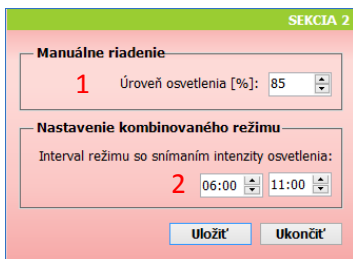 SEKCIA 2
Manuálne riadenie
1 Úroveň osvetlenia [%]: 85
Nastavenie kombinovaného režimu
Interval režimu so snímaním intenzity osvetlenia:
2 06:00 11:00
Uložiť Ukončiť